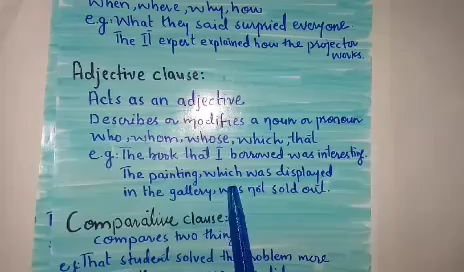 When, where, why, how
e.g: What they said surpried everyone.
The IT expert explained how the projector
works.
Adjective clause:
Acts as an adjective
Describes or modifies a noun or pronoun
who, whom, whose, which, that
e.g: The book that I borrowed was interesting.
The painting, which was displayed
in the gallery, was not sold out.
Comparative clause:
compares two thin
e.g That student solved the problem more